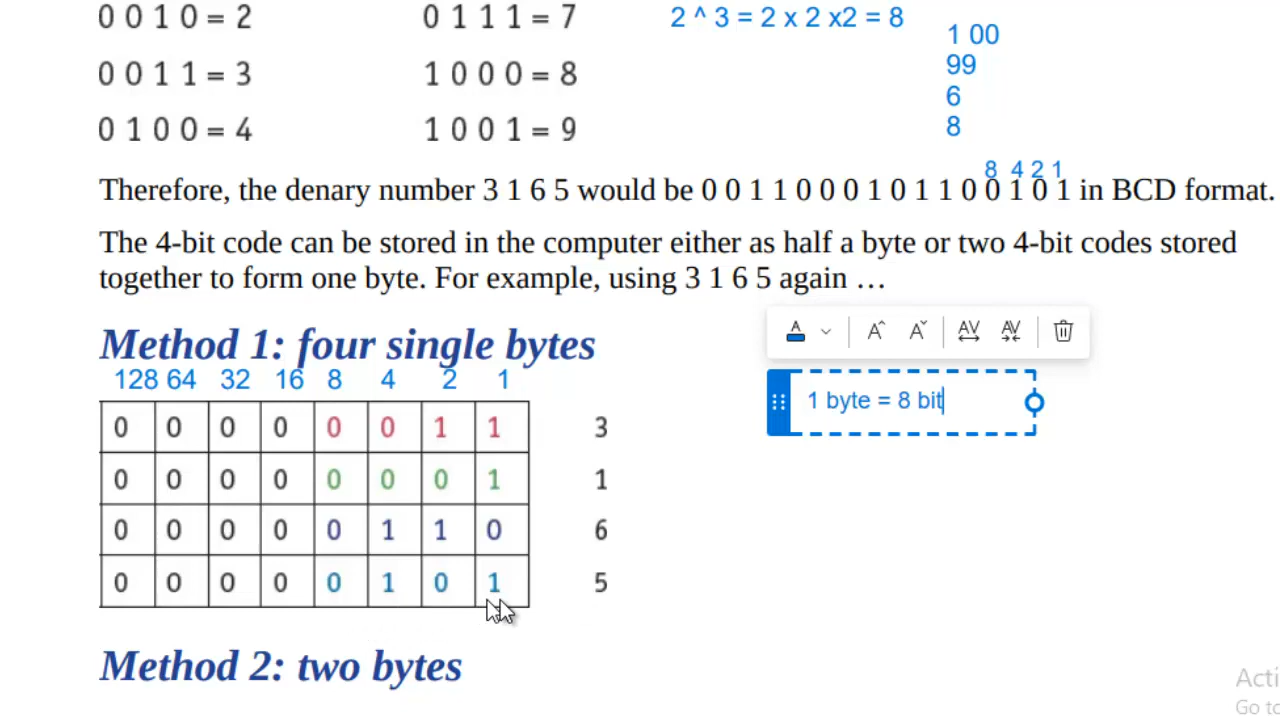 0 0 1 0 = 2 0 1 1 1 = 7 2 ^ 3 = 2 x 2 x2 = 8
1 00
0 0 1 1 = 3 1 0 0 0 = 8 99
6
0 1 0 0 = 4 1 0 0 1 = 9 8
8 4 2 1
Therefore, the denary number 3 1 6 5 would be 0 0 1 1 0 0 0 1 0 1 1 0 0 1 0 1 in BCD format.
The 4-bit code can be stored in the computer either as half a byte or two 4-bit codes stored
together to form one byte. For example, using 3 1 6 5 again …
Method 1: four single bytes
128 64 32 16 8 4 2 1
0 0 0 0 0 0 1 1 3
0 0 0 0 0 0 0 1 1
0 0 0 0 0 1 1 0 6
0 0 0 0 0 1 0 1 5
A A A AV AV
1 byte = 8 bit
Method 2: two bytes
Acti
Go to